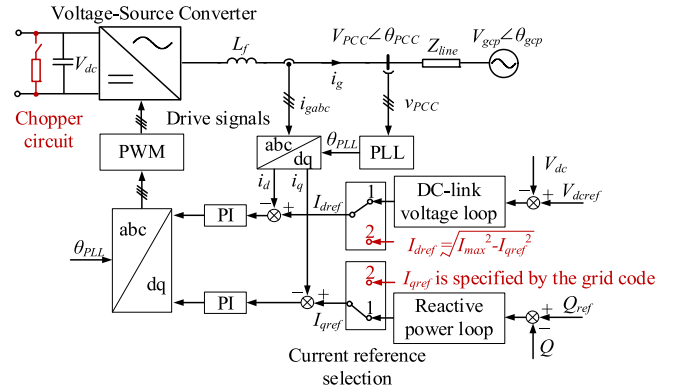 Voltage-Source Converter
V_dc
L_f
V_PCC∠θ_PCC
Z_line
V_gcp∠θ_gcp
i_g
i_gabc
v_PCC
Chopper
circuit
Drive signals
PWM
abc
dq
θ_PLL
PLL
i_d
i_q
V_dc
abc
dq
θ_PLL
PI
−
+
I_dref
1
2
DC-link
voltage loop
−
+
V_dcref
I_dref=√I_max²-I_qref²
2
1
I_qref is specified by the grid code
PI
−
+
I_qref
Reactive
power loop
+
−
Q_ref
Q
Current reference
selection